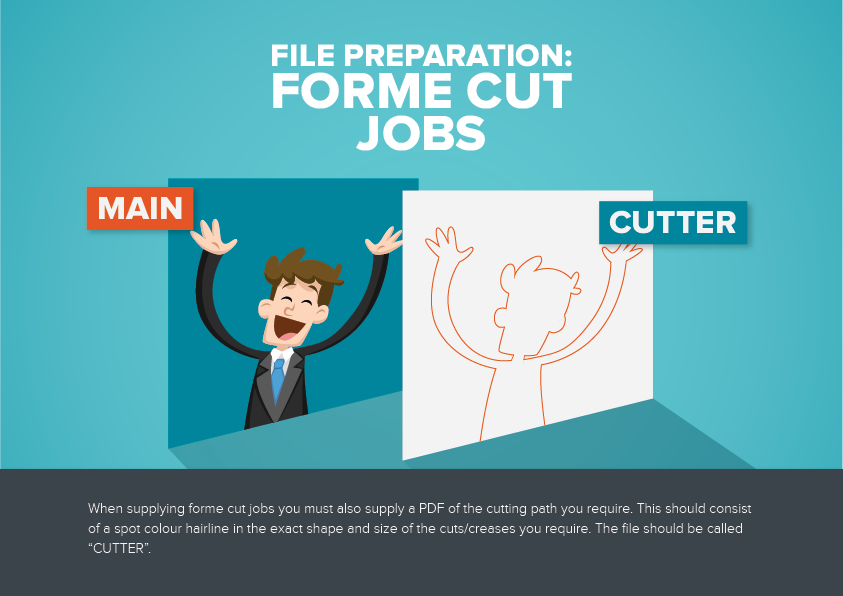 FILE PREPARATION:
FORME CUT
JOBS
MAIN
CUTTER
When supplying forme cut jobs you must also supply a PDF of the cutting path you require. This should consist
of a spot colour hairline in the exact shape and size of the cuts/creases you require. The file should be called
“CUTTER”.